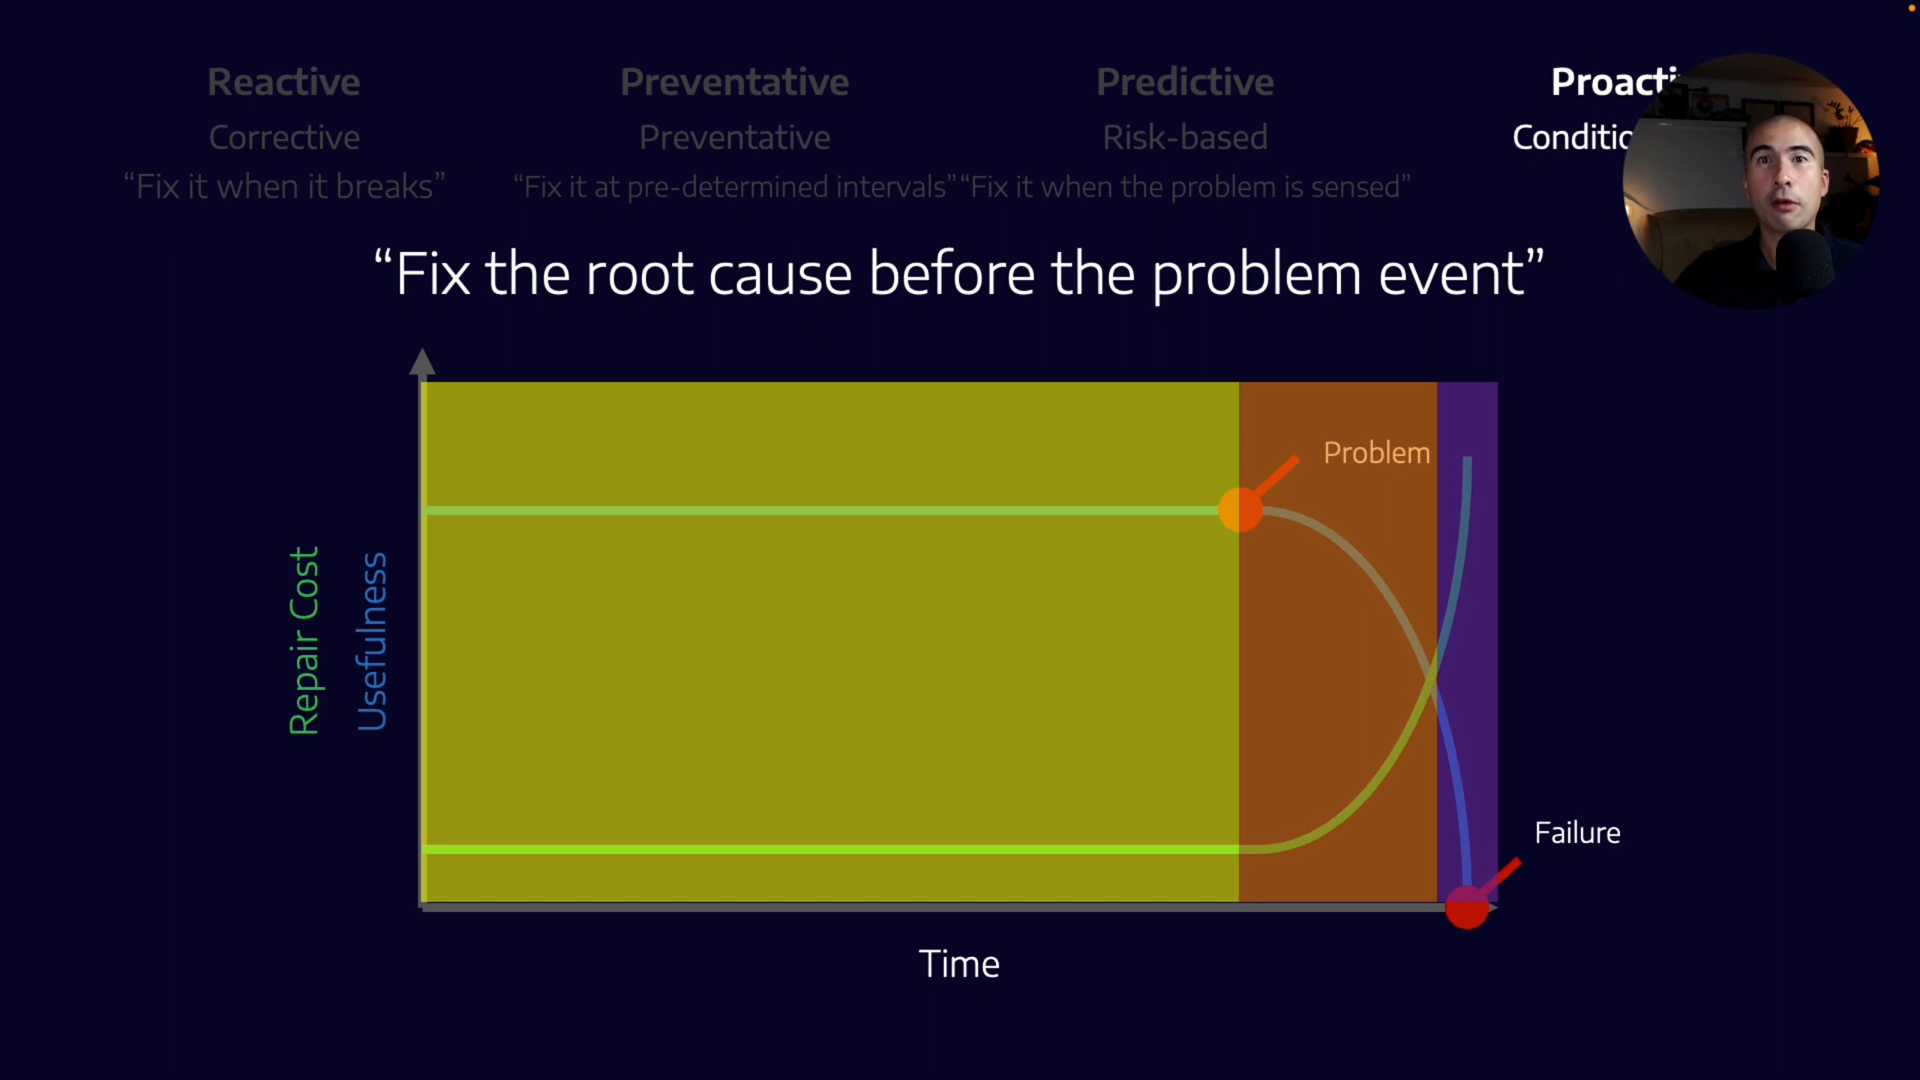 Reactive
Preventative
Predictive
Corrective
Preventative
Risk-based
“Fix it when it breaks”
“Fix it at pre-determined intervals”
“Fix it when the problem is sensed”
“Fix the root cause before the problem event”
Problem
Repair Cost
Usefulness
Failure
Time